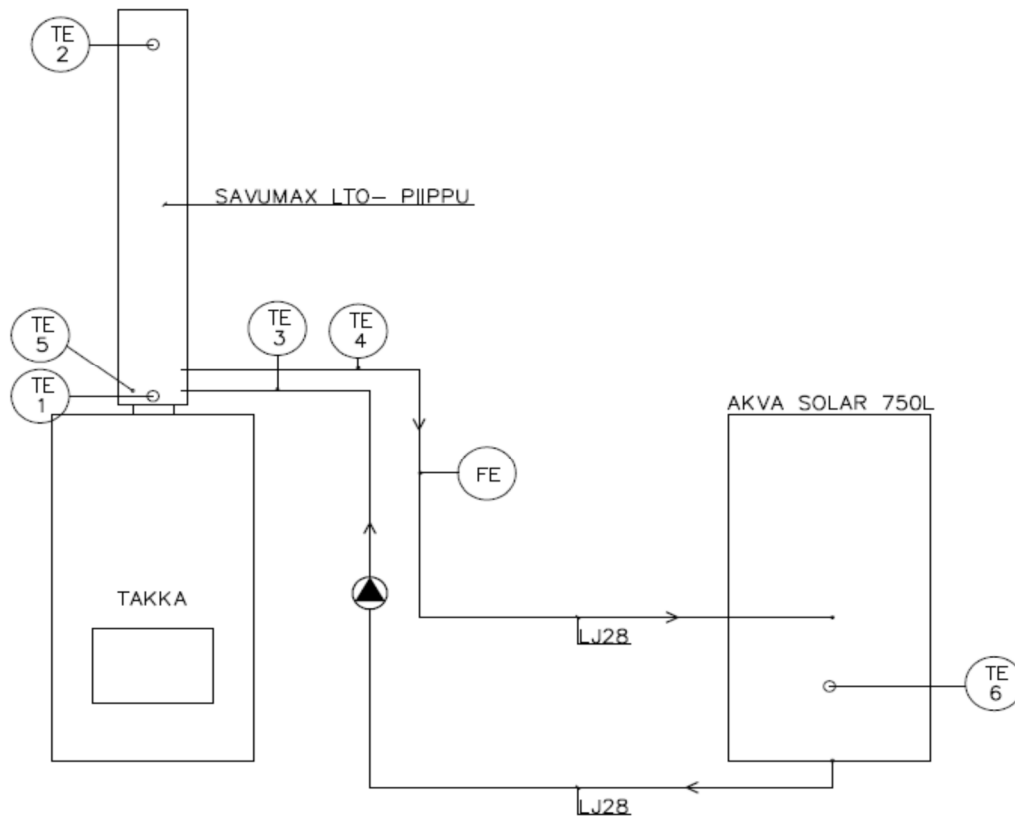 TE
2
SAVUMAX LTO- PIIPPU
TE
5
TE
3
TE
4
TE
1
AKVA SOLAR 750L
FE
TAKKA
LJ28
TE
6
LJ28